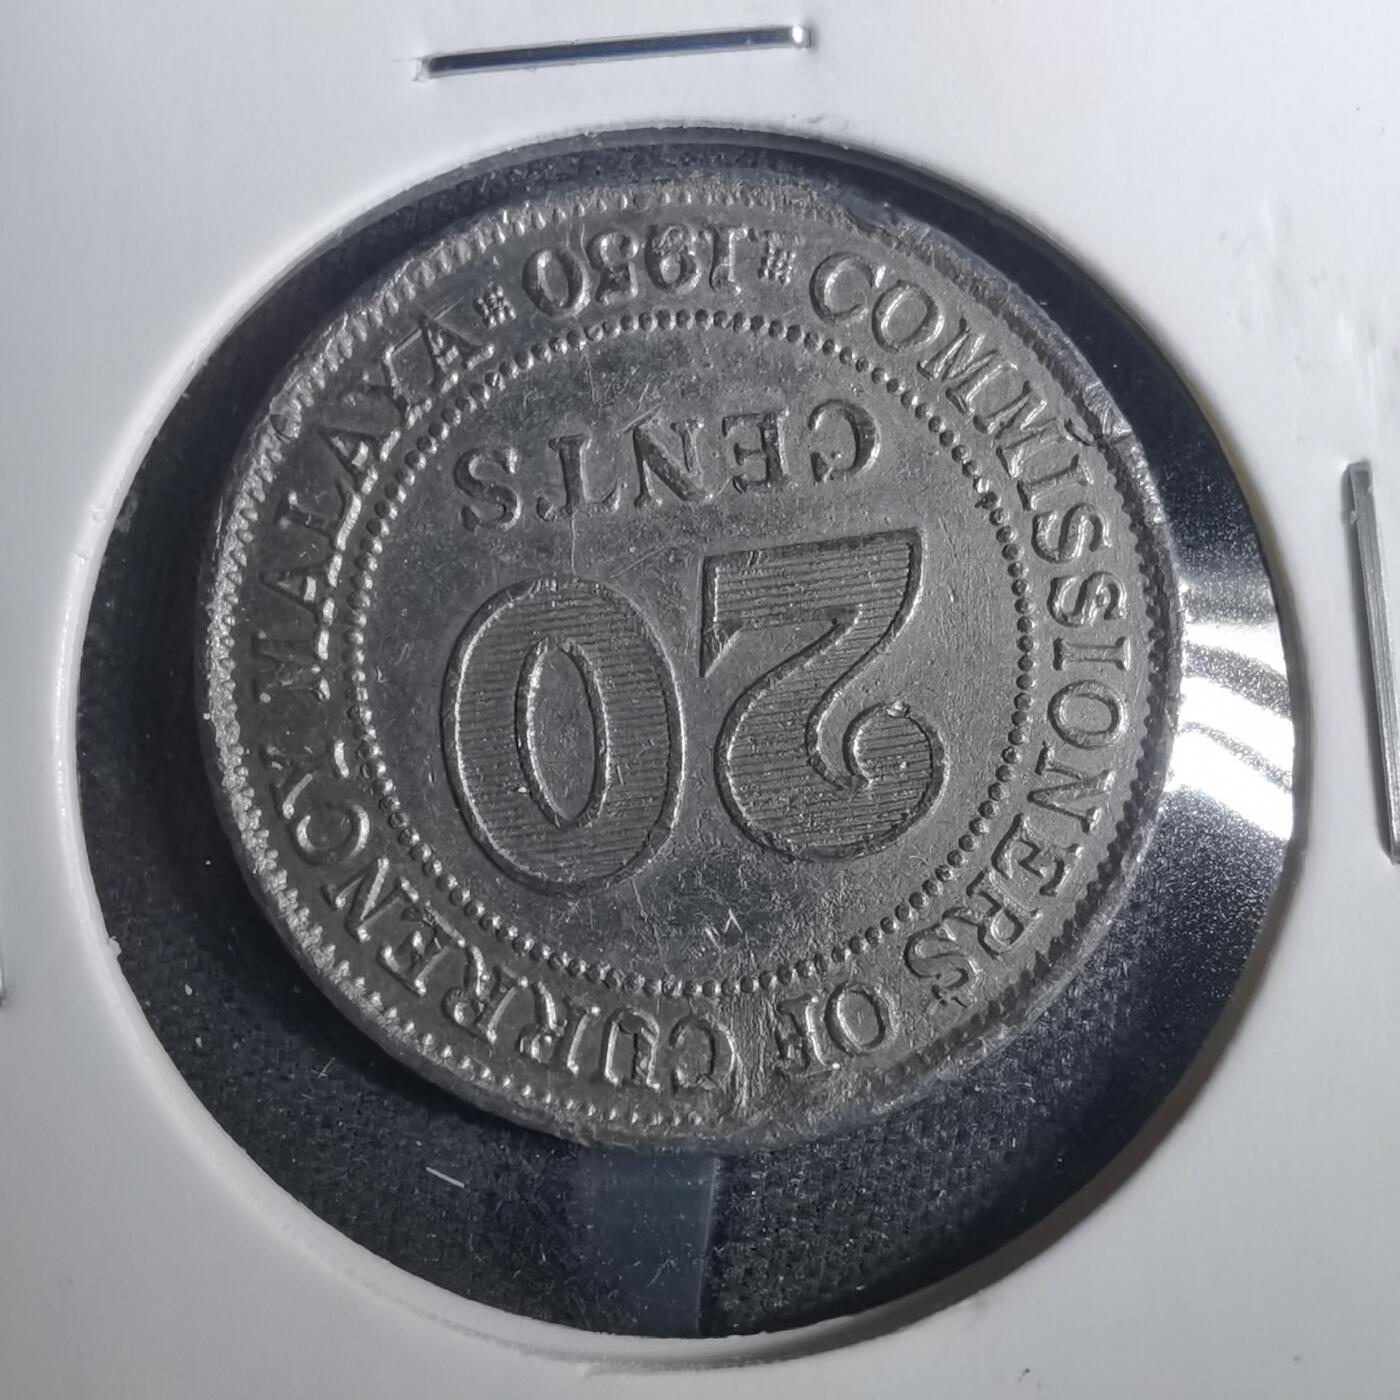 COMMISSIONERS OF CURRENCY MALAYA
20
CENTS
1950